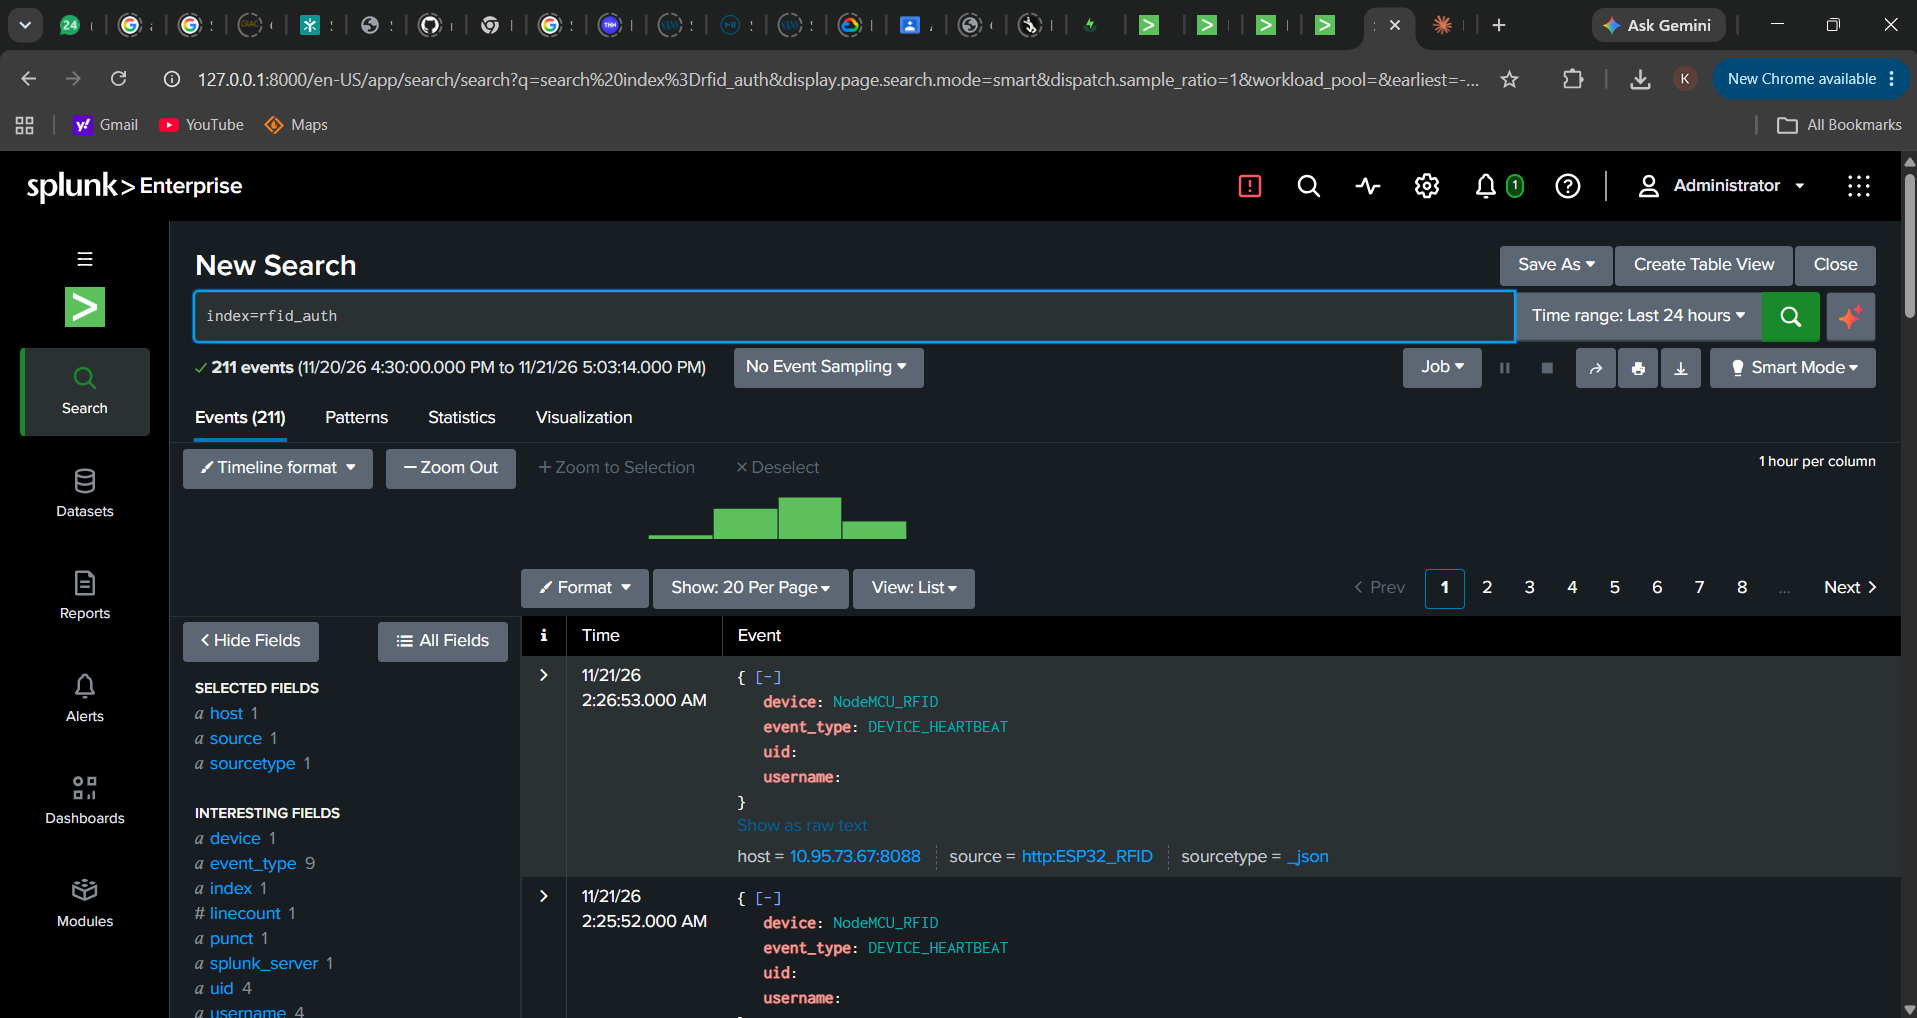 24
Ask Gemini
127.0.0.1:8000/en-US/app/search/search?q=search%20index%3Drfid_auth&display.page.search.mode=smart&dispatch.sample_ratio=1&workload_pool=&earliest=-...
K
New Chrome available
Gmail
YouTube
Maps
All Bookmarks
splunk> Enterprise
1
Administrator
New Search
Save As
Create Table View
Close
index=rfid_auth
Time range: Last 24 hours
211 events (11/20/26 4:30:00.000 PM to 11/21/26 5:03:14.000 PM)
No Event Sampling
Job
Smart Mode
Search
Events (211)
Patterns
Statistics
Visualization
Timeline format
— Zoom Out
+ Zoom to Selection
× Deselect
1 hour per column
Datasets
Format
Show: 20 Per Page
View: List
< Prev
1
2
3
4
5
6
7
8
...
Next >
Reports
< Hide Fields
All Fields
i
Time
Event
SELECTED FIELDS
a host 1
a source 1
a sourcetype 1
Alerts
INTERESTING FIELDS
a device 1
a event_type 9
a index 1
# linecount 1
a punct 1
a splunk_server 1
a uid 4
a username 4
Dashboards
Modules
11/21/26
2:26:53.000 AM
{ [-]
device: NodeMCU_RFID
event_type: DEVICE_HEARTBEAT
uid:
username:
}
Show as raw text
host = 10.95.73.67:8088
source = http:ESP32_RFID
sourcetype = _json
11/21/26
2:25:52.000 AM
{ [-]
device: NodeMCU_RFID
event_type: DEVICE_HEARTBEAT
uid:
username: